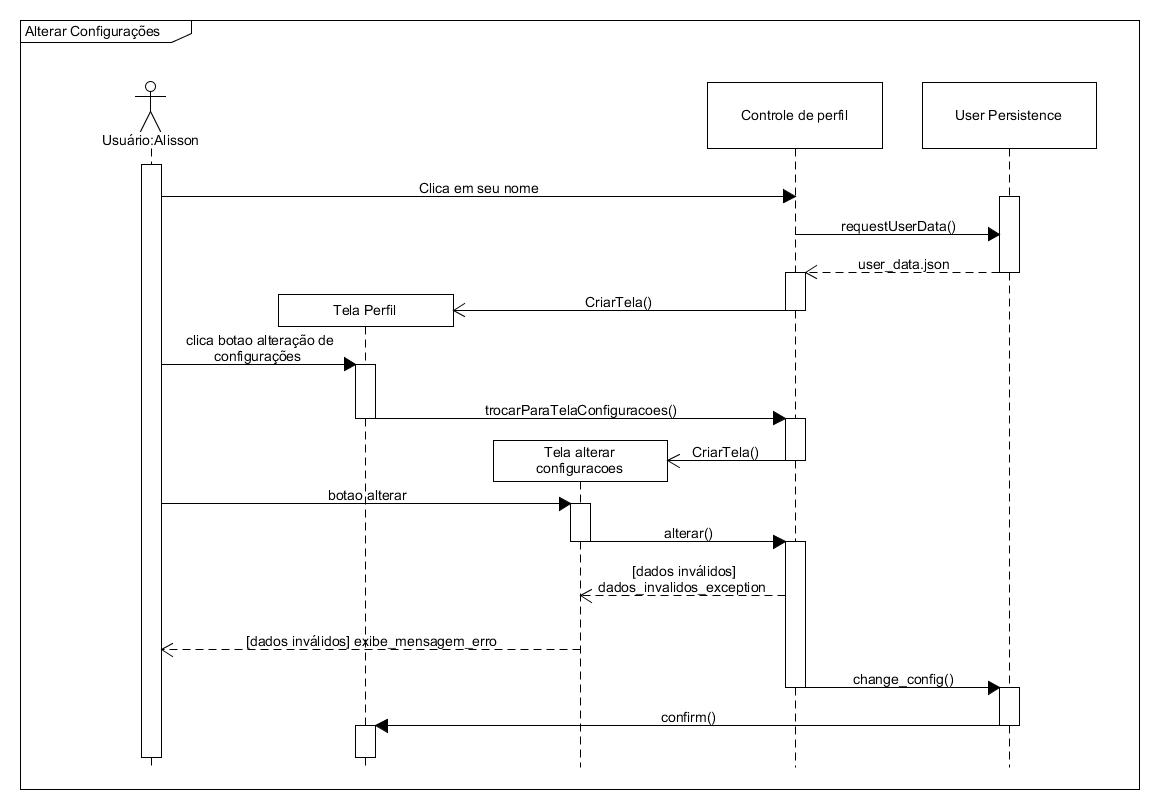 Alterar Configurações
Usuário:Alisson
Controle de perfil
User Persistence
Clica em seu nome
requestUserData()
user_data.json
CriarTela()
Tela Perfil
clica botao alteração de
configurações
trocarParaTelaConfiguracoes()
Tela alterar
configuracoes
CriarTela()
botao alterar
alterar()
[dados inválidos]
dados_invalidos_exception
[dados inválidos] exibe_mensagem_erro
change_config()
confirm()